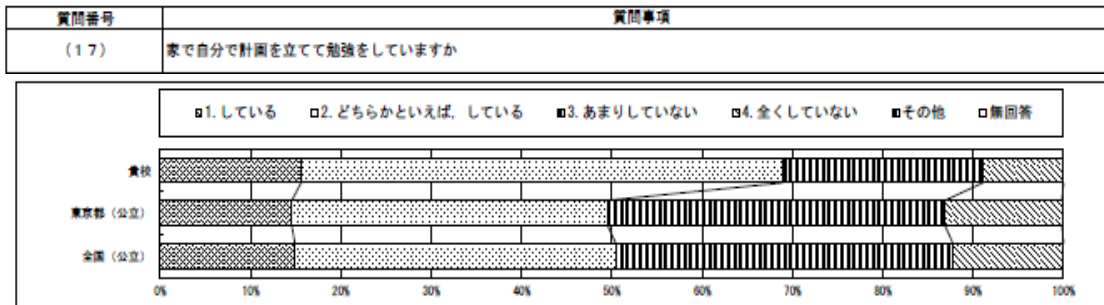 質問番号 質問事項
(17) 家で自分で計画を立てて勉強をしていますか
1.している 2.どちらかといえば,している 3.あまりしていない 4.全くしていない その他 無回答
貴校
東京都(公立)
全国(公立)
0% 10% 20% 30% 40% 50% 60% 70% 80% 90% 100%